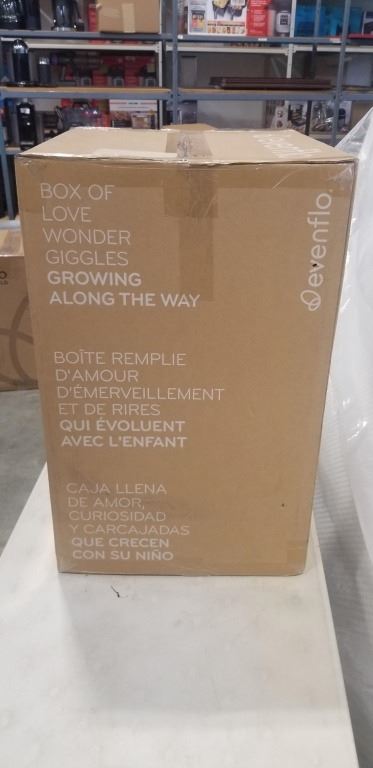 BOX OF
LOVE
WONDER
GIGGLES
GROWING
ALONG THE WAY
evenflo.
BOÎTE REMPLIE
D'AMOUR
D'ÉMERVEILLEMENT
ET DE RIRES
QUI ÉVOLUENT
AVEC L'ENFANT
CAJA LLENA
DE AMOR,
CURIOSIDAD
Y CARCAJADAS
QUE CRECEN
CON SU NIÑO